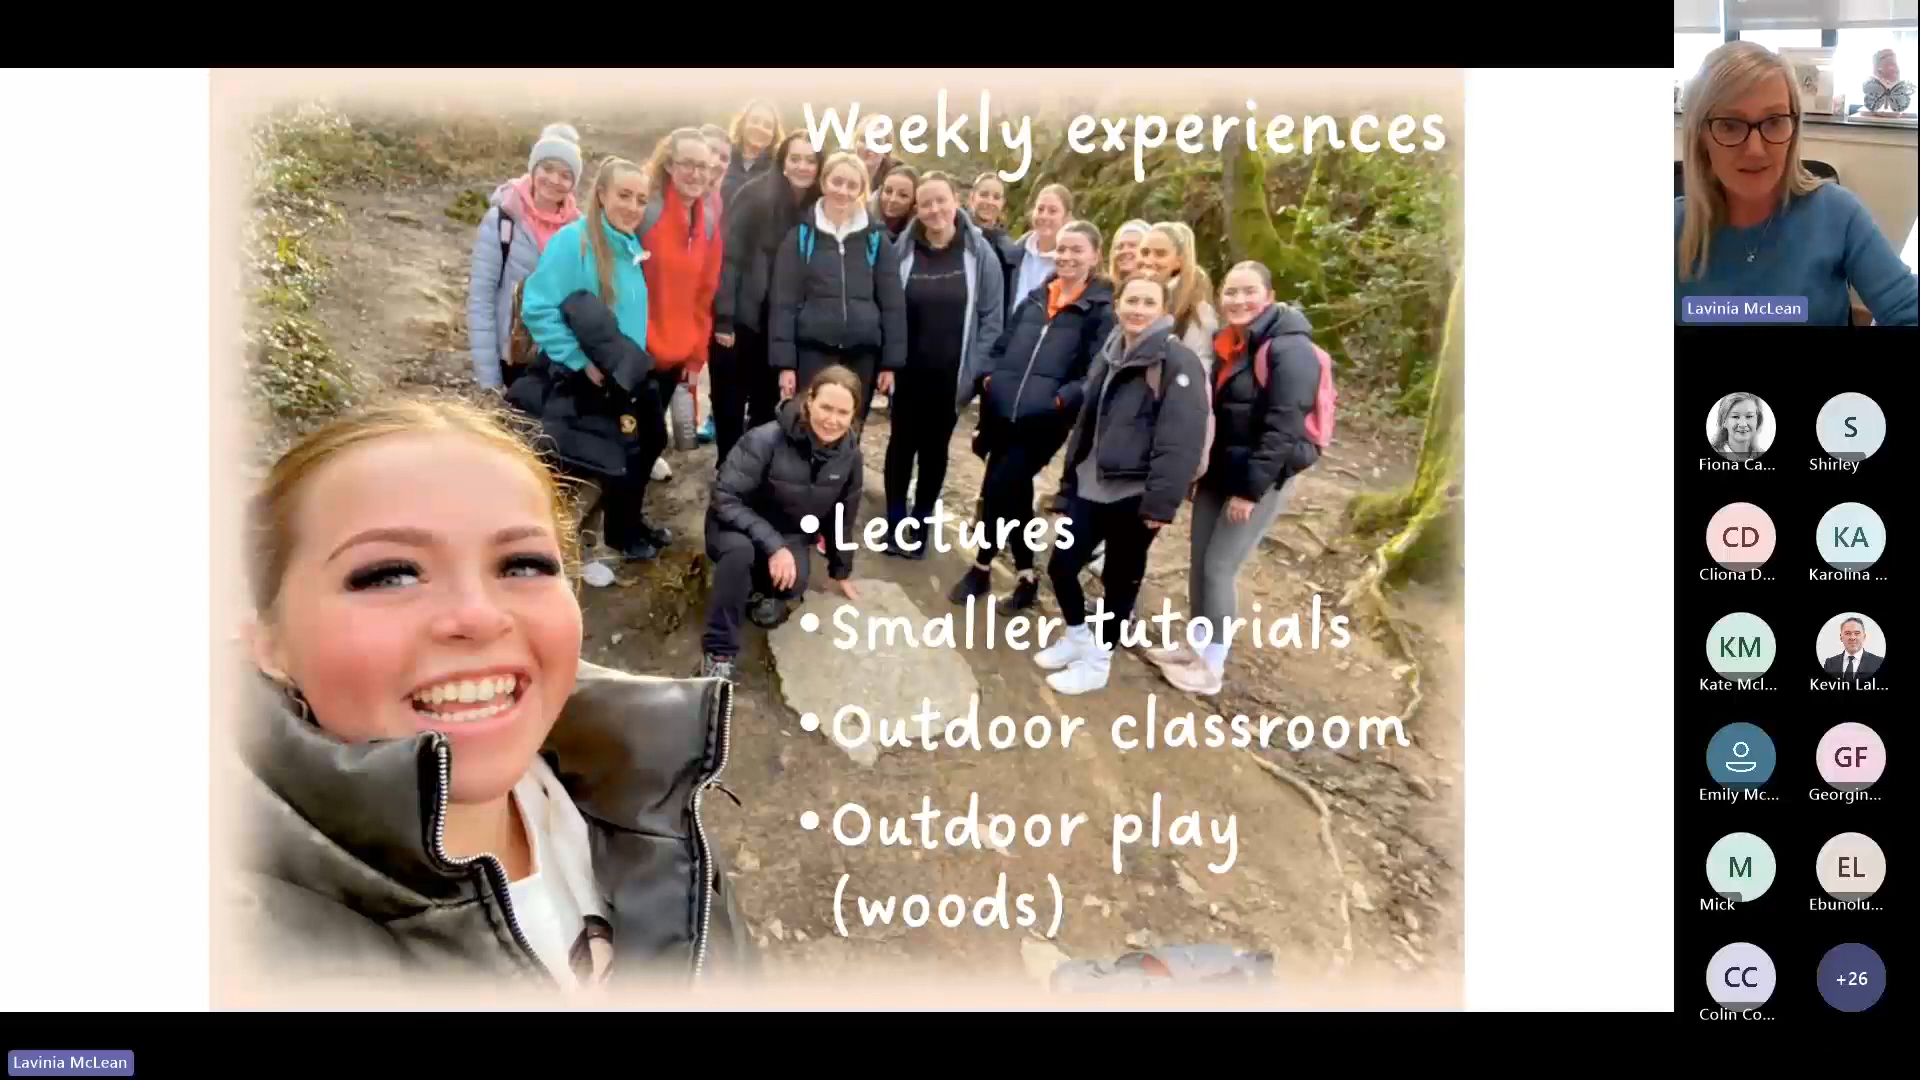 Weekly experiences
• Lectures
• Smaller tutorials
• Outdoor classroom
• Outdoor play
(woods)
Lavinia McLean
Fiona Ca...
S
Shirley
CD
Cliona D...
KA
Karolina ...
KM
Kate McI...
Kevin Lal...
Emily Mc...
GF
Georgin...
M
Mick
EL
Ebunolu...
CC
Colin Co...
+26
Lavinia McLean